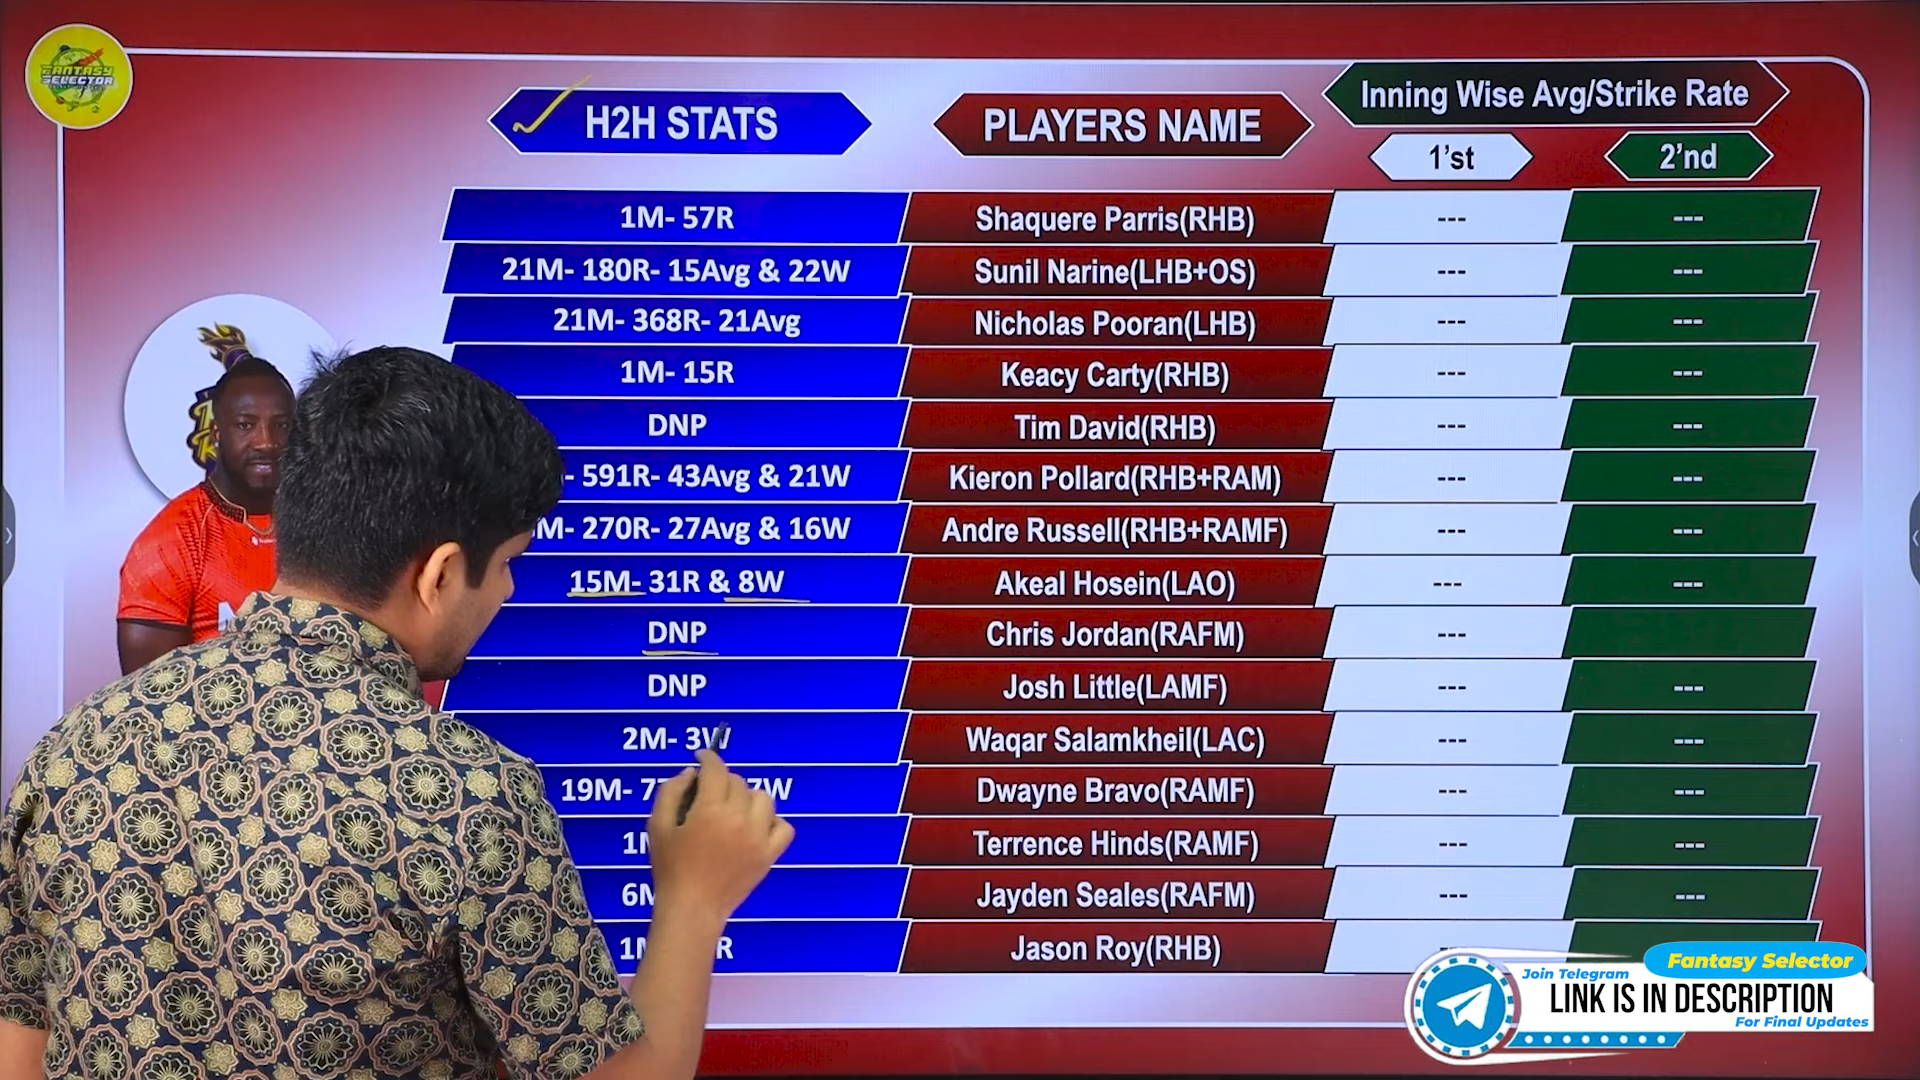 FANTASY
SELECTOR
H2H STATS
PLAYERS NAME
Inning Wise Avg/Strike Rate
1'st
2'nd
1M- 57R Shaquere Parris(RHB) --- ---
21M- 180R- 15Avg & 22W Sunil Narine(LHB+OS) --- ---
21M- 368R- 21Avg Nicholas Pooran(LHB) --- ---
1M- 15R Keacy Carty(RHB) --- ---
DNP Tim David(RHB) --- ---
- 591R- 43Avg & 21W Kieron Pollard(RHB+RAM) --- ---
M- 270R- 27Avg & 16W Andre Russell(RHB+RAMF) --- ---
15M- 31R & 8W Akeal Hosein(LAO) --- ---
DNP Chris Jordan(RAFM) ---
DNP Josh Little(LAMF) --- ---
2M- 3W Waqar Salamkheil(LAC) --- ---
19M- Dwayne Bravo(RAMF) --- ---
Terrence Hinds(RAMF) --- ---
Jayden Seales(RAFM) --- ---
Jason Roy(RHB)
Fantasy Selector
Join Telegram
LINK IS IN DESCRIPTION
For Final Updates